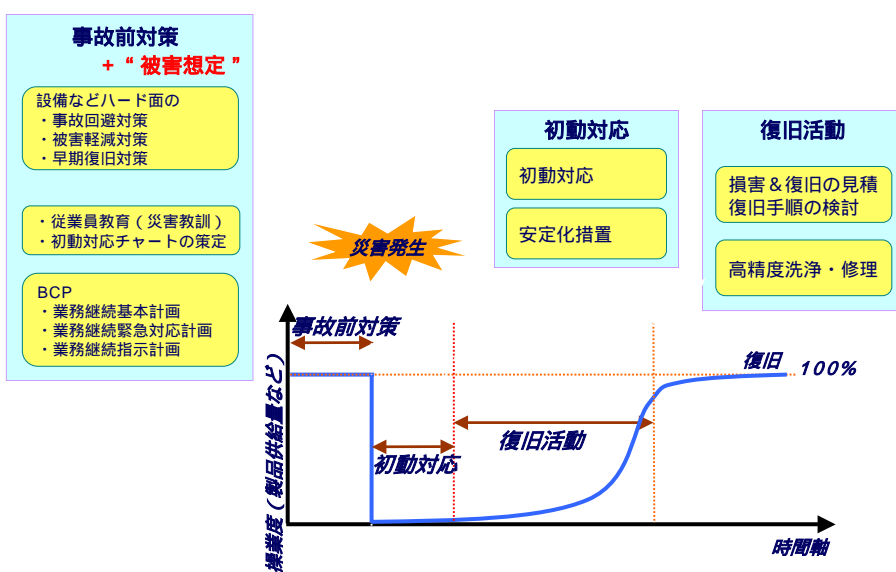 事故前対策
+ “ 被害想定 ”
設備などハード面の
・事故回避対策
・被害軽減対策
・早期復旧対策
・従業員教育（災害教訓）
・初動対応チャートの策定
BCP
・業務継続基本計画
・業務継続緊急対応計画
・業務継続指示計画
災害発生
初動対応
初動対応
安定化措置
復旧活動
損害＆復旧の見積
復旧手順の検討
高精度洗浄・修理
事故前対策
初動対応
復旧活動
復旧
100%
操業度（製品供給量など）
時間軸